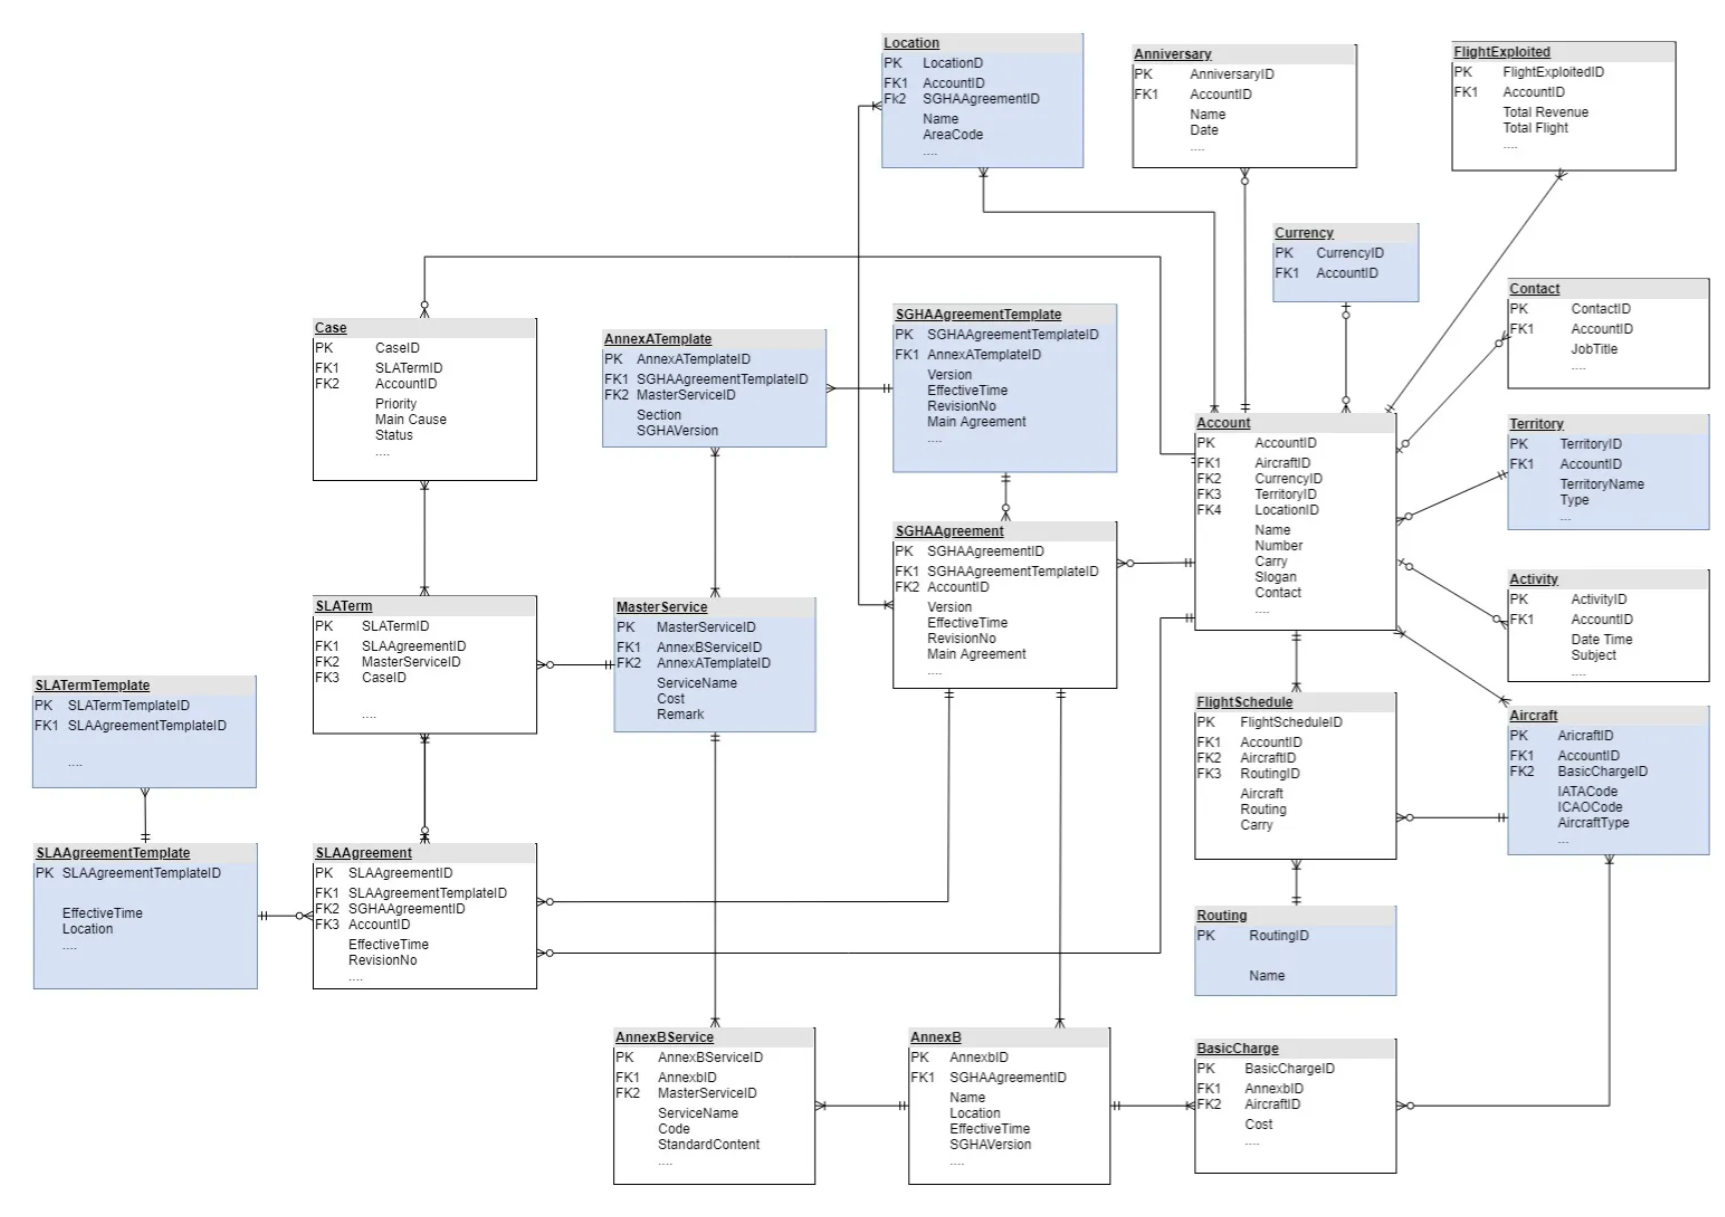 Location
PK LocationD
FK1 AccountID
Fk2 SGHAAgreementID
Name
AreaCode
....
Anniversary
PK AnniversaryID
FK1 AccountID
Name
Date
....
FlightExploited
PK FlightExploitedID
FK1 AccountID
Total Revenue
Total Flight
....
Currency
PK CurrencyID
FK1 AccountID
Contact
PK ContactID
FK1 AccountID
JobTitle
....
Case
PK CaseID
FK1 SLATermID
FK2 AccountID
Priority
Main Cause
Status
....
AnnexATemplate
PK AnnexATemplateID
FK1 SGHAAgreementTemplateID
FK2 MasterServiceID
Section
SGHAVersion
SGHAAgreementTemplate
PK SGHAAgreementTemplateID
FK1 AnnexATemplateID
Version
EffectiveTime
RevisionNo
Main Agreement
....
Account
PK AccountID
FK1 AircraftID
FK2 CurrencyID
FK3 TerritoryID
FK4 LocationID
Name
Number
Carry
Slogan
Contact
....
Territory
PK TerritoryID
FK1 AccountID
TerritoryName
Type
...
SGHAAgreement
PK SGHAAgreementID
FK1 SGHAAgreementTemplateID
FK2 AccountID
Version
EffectiveTime
RevisionNo
Main Agreement
....
Activity
PK ActivityID
FK1 AccountID
Date Time
Subject
....
SLATerm
PK SLATermID
FK1 SLAAgreementID
FK2 MasterServiceID
FK3 CaseID
....
MasterService
PK MasterServiceID
FK1 AnnexBServiceID
FK2 AnnexATemplateID
ServiceName
Cost
Remark
SLATermTemplate
PK SLATermTemplateID
FK1 SLAAgreementTemplateID
....
FlightSchedule
PK FlightScheduleID
FK1 AccountID
FK2 AircraftID
FK3 RoutingID
Aircraft
Routing
Carry
Aircraft
PK AricraftID
FK1 AccountID
FK2 BasicChargeID
IATACode
ICAOCode
AircraftType
...
SLAAgreementTemplate
PK SLAAgreementTemplateID
EffectiveTime
Location
....
SLAAgreement
PK SLAAgreementID
FK1 SLAAgreementTemplateID
FK2 SGHAAgreementID
FK3 AccountID
EffectiveTime
RevisionNo
....
Routing
PK RoutingID
Name
AnnexBService
PK AnnexBServiceID
FK1 AnnexbID
FK2 MasterServiceID
ServiceName
Code
StandardContent
....
AnnexB
PK AnnexbID
FK1 SGHAAgreementID
Name
Location
EffectiveTime
SGHAVersion
....
BasicCharge
PK BasicChargeID
FK1 AnnexbID
FK2 AircraftID
Cost
....